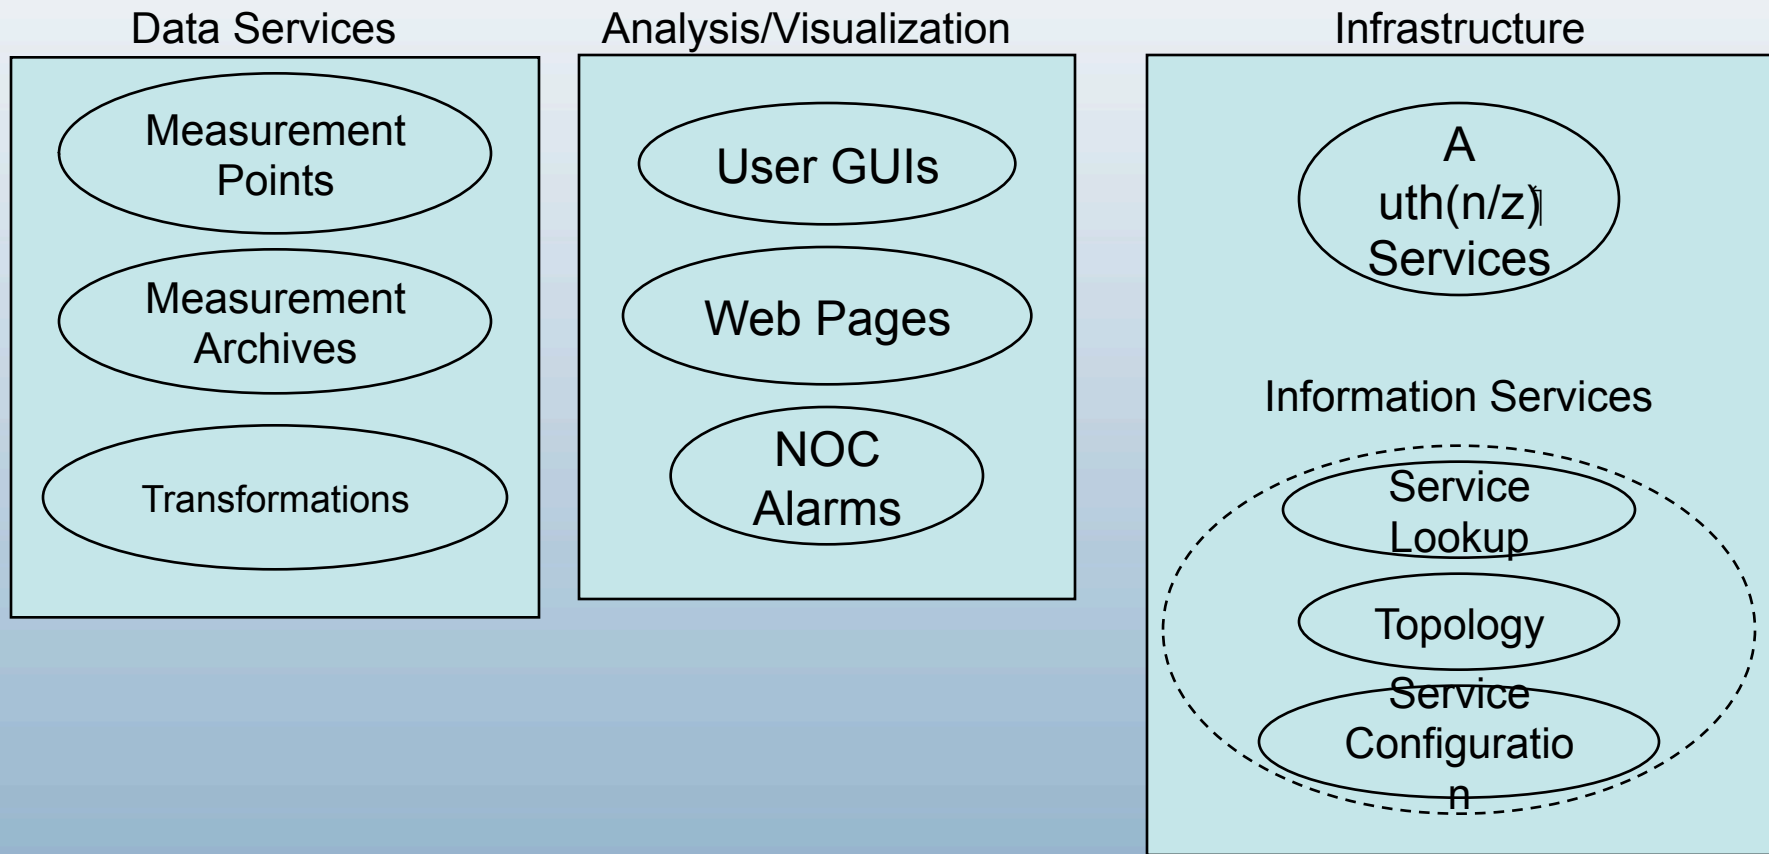 Data Services
Measurement
Points
Measurement
Archives
Transformations
Analysis/Visualization
User GUIs
Web Pages
NOC
Alarms
Infrastructure
A
uth(n/z)
Services
Information Services
Service
Lookup
Topology
Service
Configuratio
n